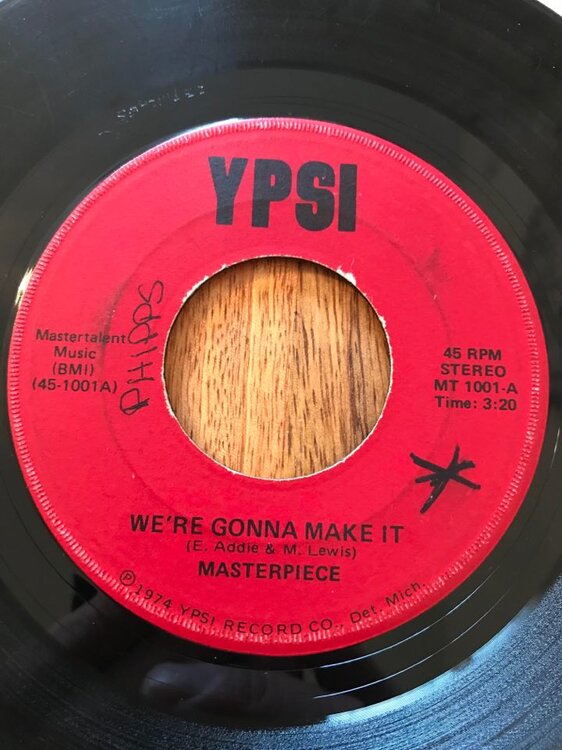 YPSI
Mastertalent
Music
(BMI)
(45-1001A)
PHIPPS
45 RPM
STEREO
MT 1001-A
Time: 3:20
WE'RE GONNA MAKE IT
(E. Addie & M. Lewis)
MASTERPIECE
Ⓟ 1974 YPSI RECORD CO., Det. Mich.